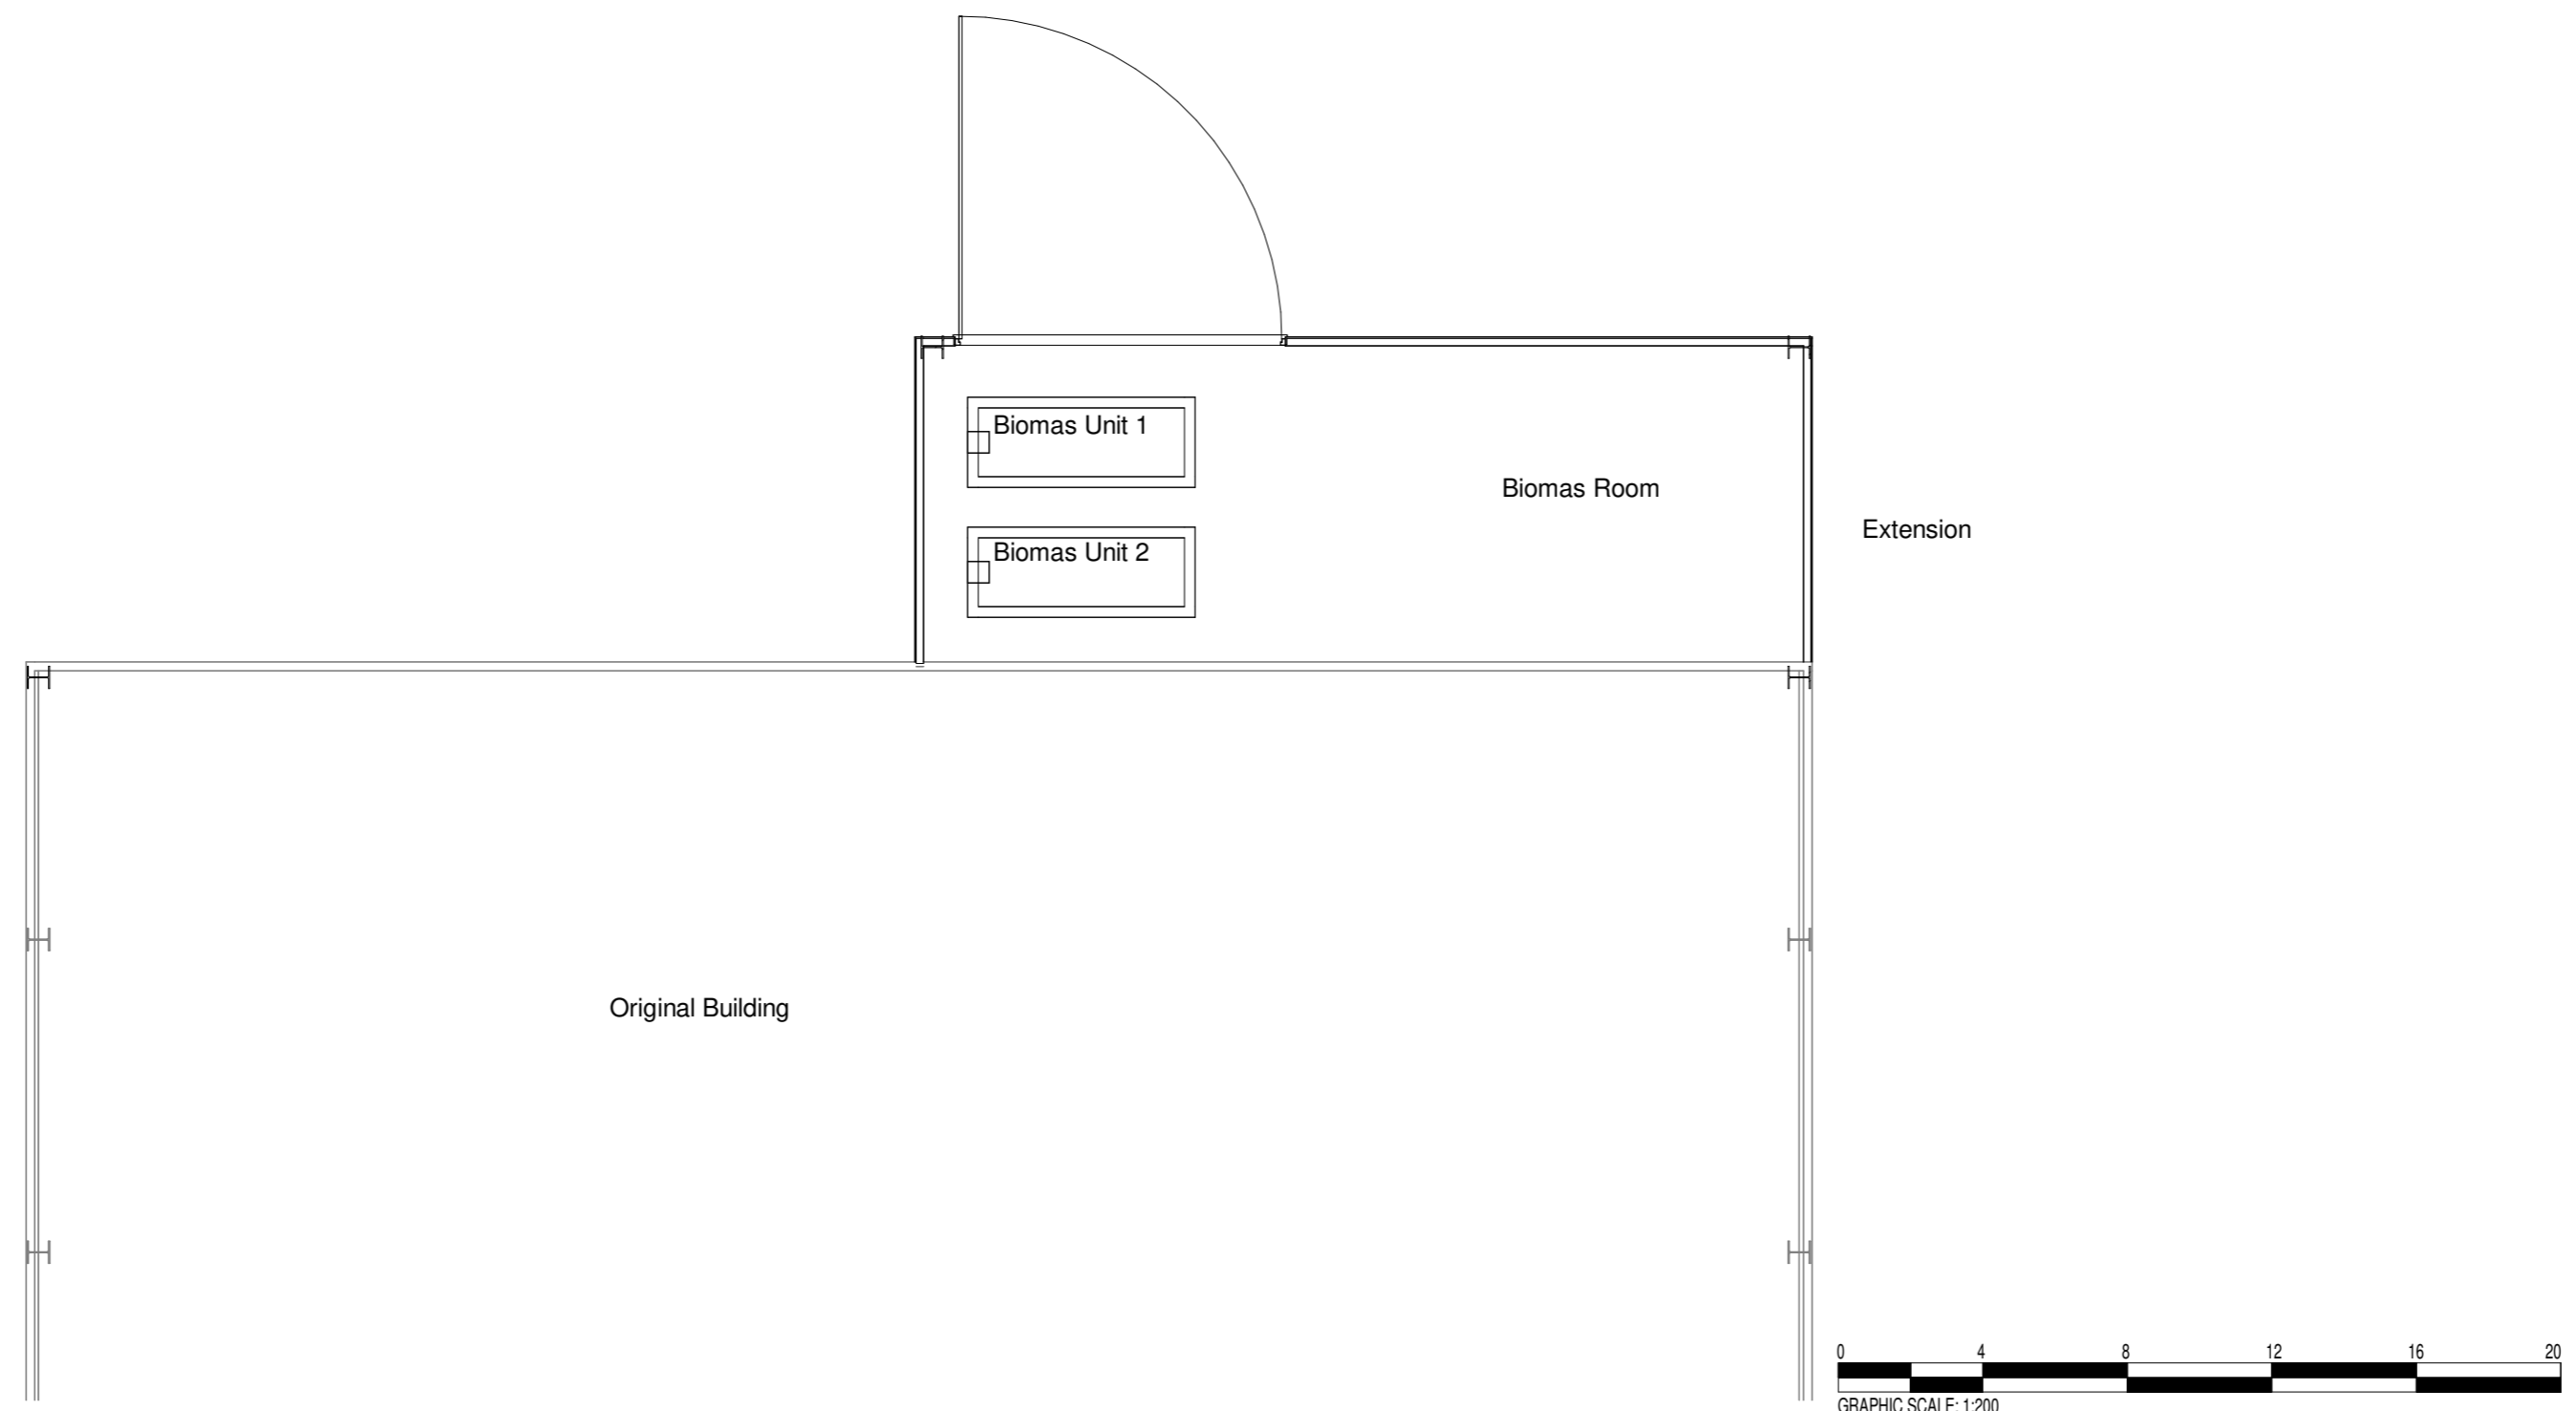 Biomas Unit 1
Biomas Room
Extension
Biomas Unit 2
Original Building
0 4 8 12 16 20
GRAPHIC SCALE: 1:200